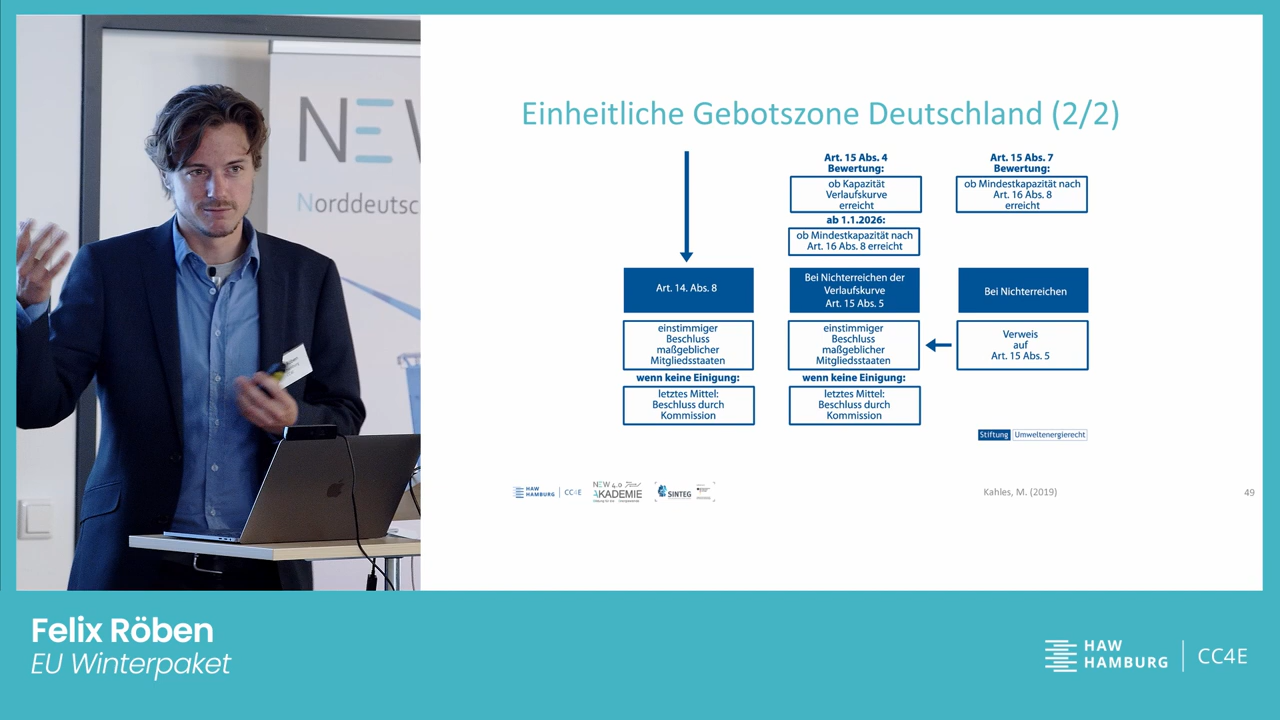 NEW
Norddeutsc
Einheitliche Gebotszone Deutschland (2/2)
Art. 15 Abs. 4
Bewertung:
ob Kapazität
Verlaufskurve
erreicht
ab 1.1.2026:
ob Mindestkapazität nach
Art. 16 Abs. 8 erreicht
Art. 15 Abs. 7
Bewertung:
ob Mindestkapazität nach
Art. 16 Abs. 8
erreicht
Art. 14. Abs. 8
einstimmiger
Beschluss
maßgeblicher
Mitgliedsstaaten
wenn keine Einigung:
letztes Mittel:
Beschluss durch
Kommission
Bei Nichterreichen der
Verlaufskurve
Art. 15 Abs. 5
einstimmiger
Beschluss
maßgeblicher
Mitgliedsstaaten
wenn keine Einigung:
letztes Mittel:
Beschluss durch
Kommission
Bei Nichterreichen
Verweis
auf
Art. 15 Abs. 5
Stiftung Umweltenergierecht
HAW
HAMBURG CC4E
NEW 4.0
AKADEMIE
SINTEG
Kahles, M. (2019)
49
Felix Röben
EU Winterpaket
HAW
HAMBURG
CC4E